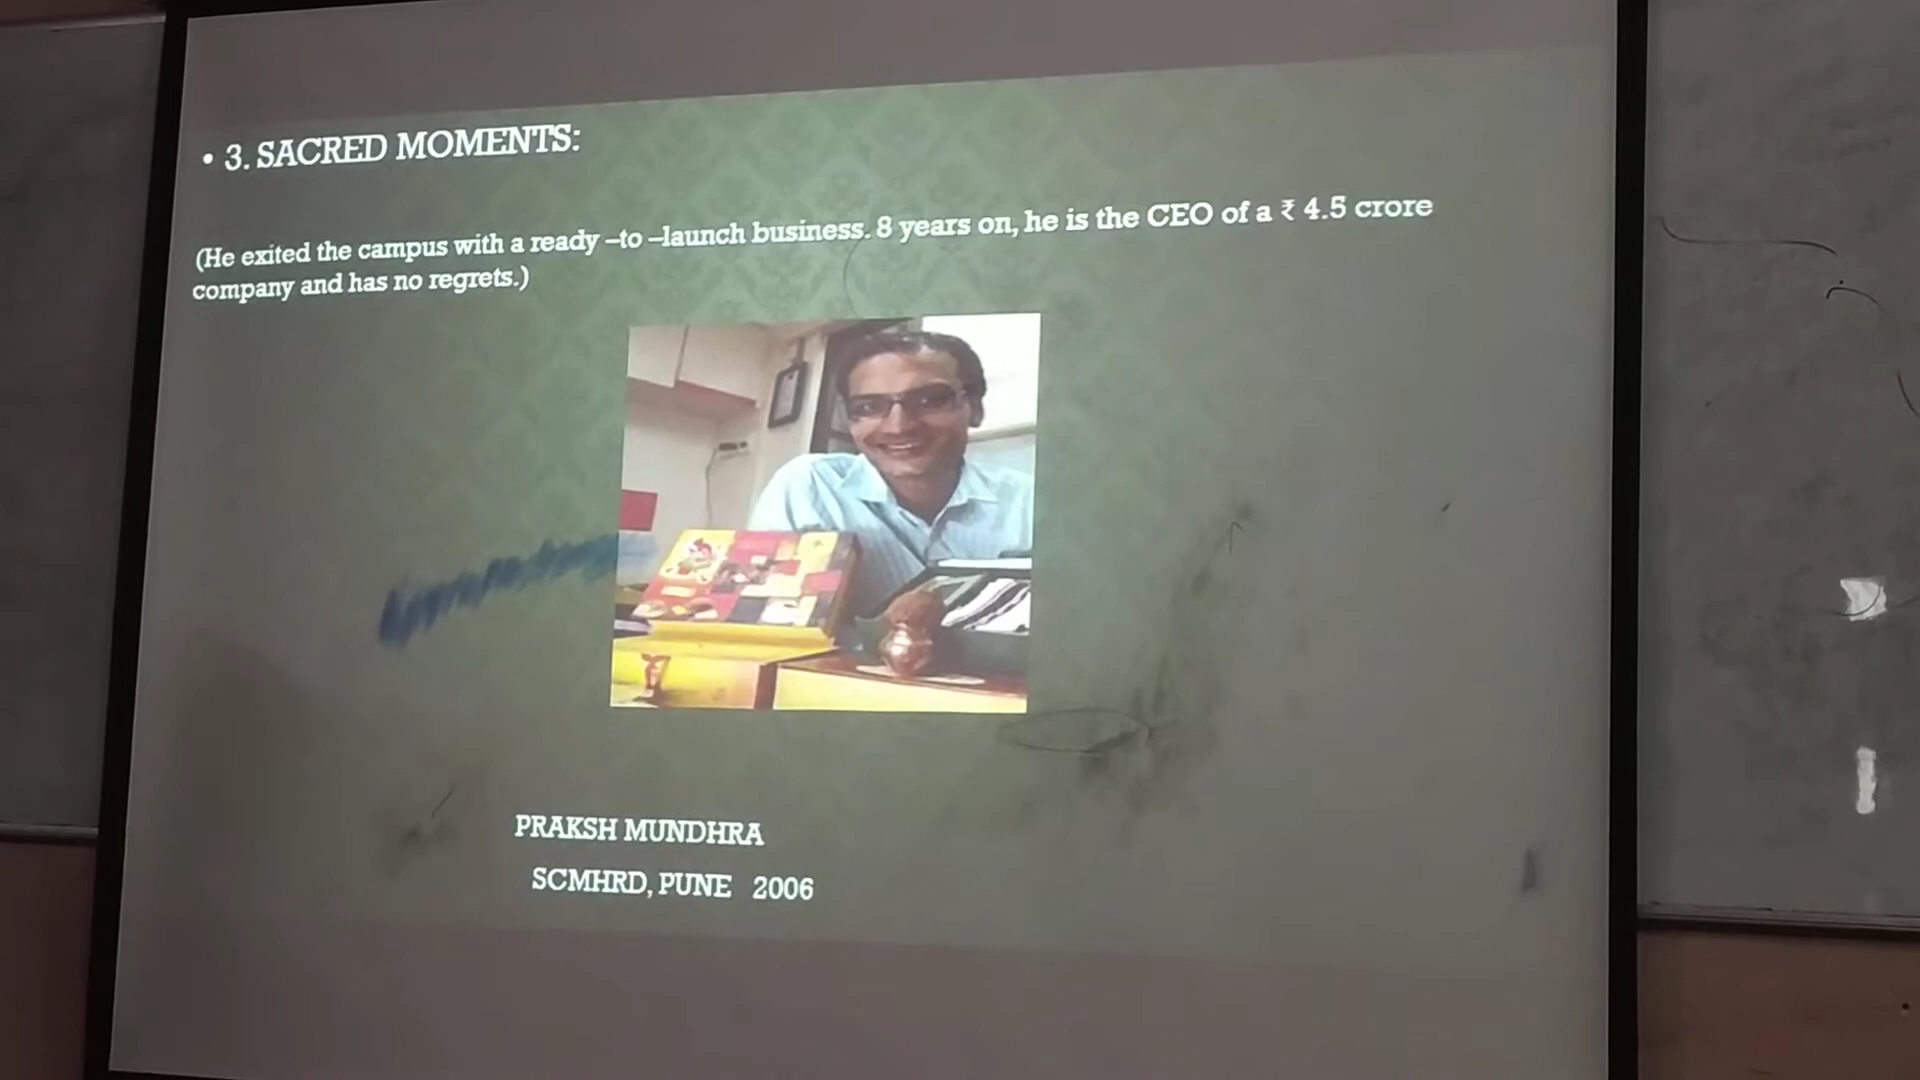 • 3. SACRED MOMENTS:
(He exited the campus with a ready –to –launch business. 8 years on, he is the CEO of a ₹ 4.5 crore
company and has no regrets.)
PRAKSH MUNDHRA
SCMHRD, PUNE 2006